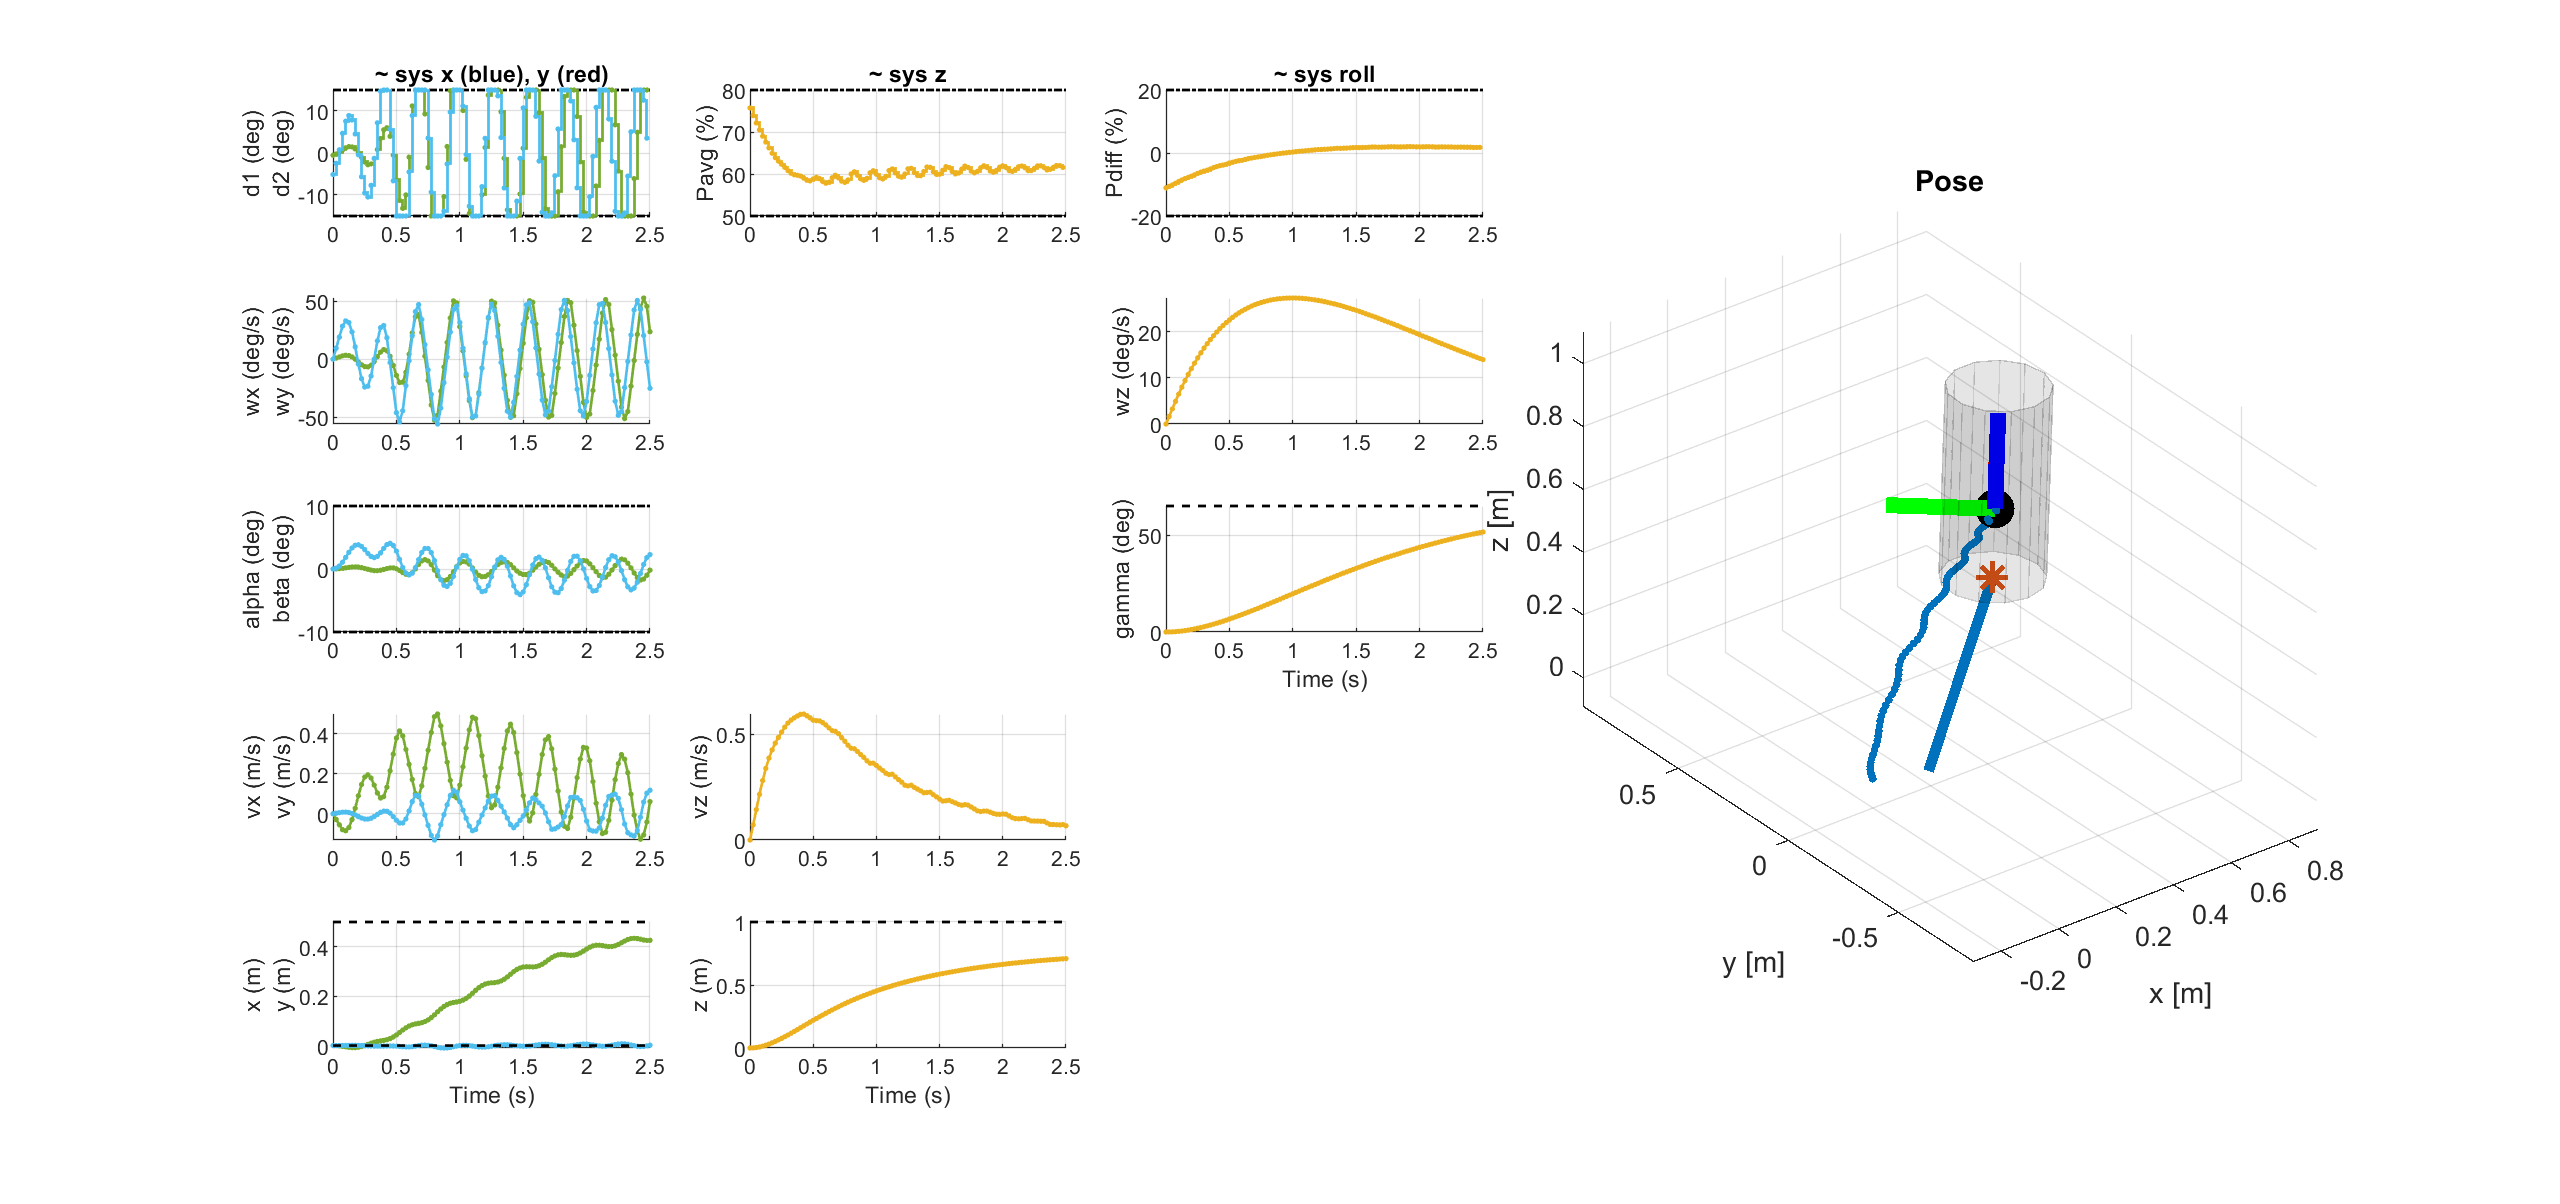 ~ sys x (blue), y (red)
d1 (deg)
d2 (deg)
10
0
-10
0 0.5 1 1.5 2 2.5
~ sys z
Pavg (%)
80
70
60
50
0 0.5 1 1.5 2 2.5
~ sys roll
Pdiff (%)
20
0
-20
0 0.5 1 1.5 2 2.5
wx (deg/s)
wy (deg/s)
50
0
-50
0 0.5 1 1.5 2 2.5
wz (deg/s)
20
10
0
0 0.5 1 1.5 2 2.5
alpha (deg)
beta (deg)
10
0
-10
0 0.5 1 1.5 2 2.5
gamma (deg)
50
0
0 0.5 1 1.5 2 2.5
Time (s)
vx (m/s)
vy (m/s)
0.4
0.2
0
0 0.5 1 1.5 2 2.5
vz (m/s)
0.5
0
0 0.5 1 1.5 2 2.5
x (m)
y (m)
0.4
0.2
0
0 0.5 1 1.5 2 2.5
Time (s)
z (m)
1
0.5
0
0 0.5 1 1.5 2 2.5
Time (s)
Pose
z [m]
1
0.8
0.6
0.4
0.2
0
0.5
0
-0.5
y [m]
-0.2
0
0.2
0.4
0.6
0.8
x [m]